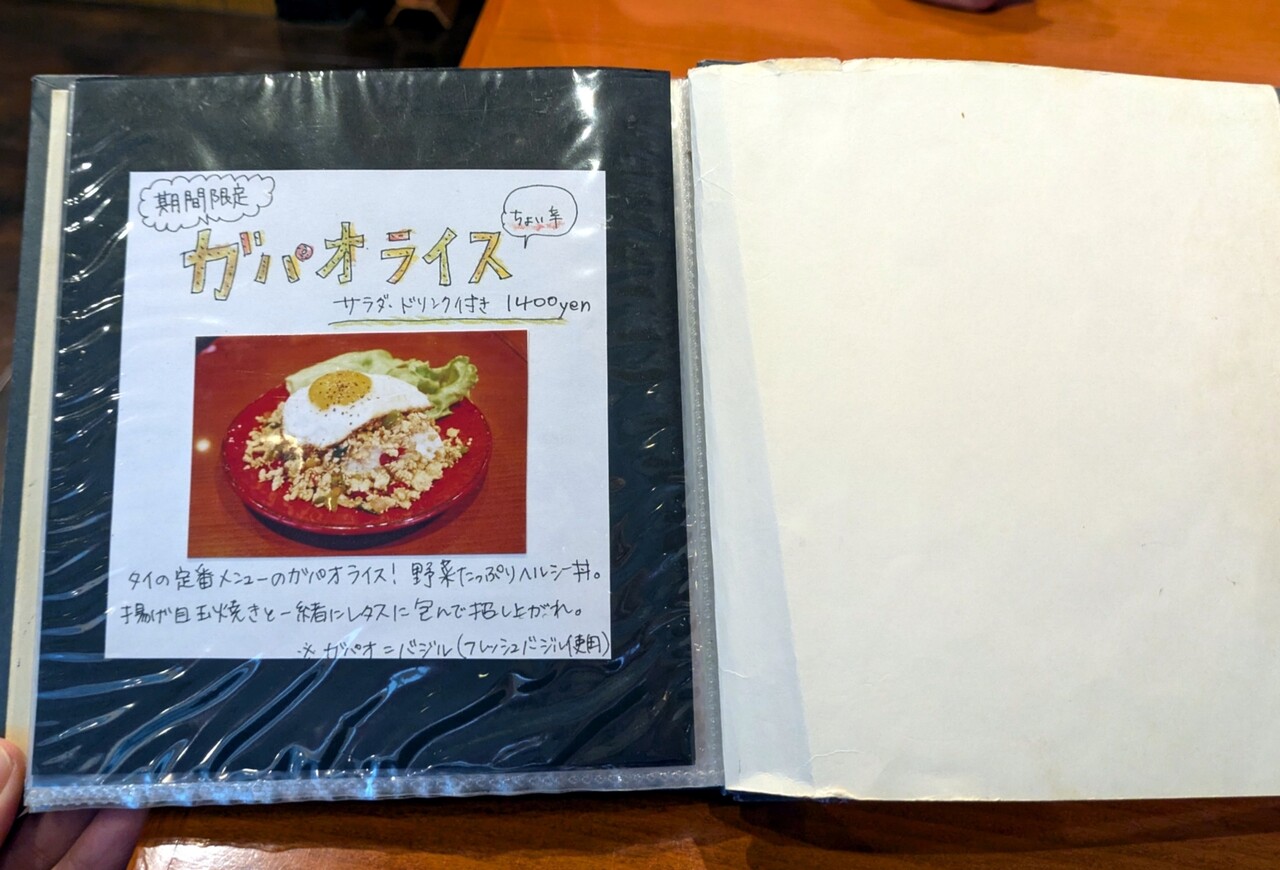 期間限定
ちょい辛
ガパオライス
サラダ・ドリンク付き 1400yen
タイの定番メニューのガパオライス! 野菜たっぷりヘルシー丼。
揚げ目玉焼きと一緒にレタスに包んで招し上がれ。
※ ガパオ=バジル(フレッシュバジル使用)